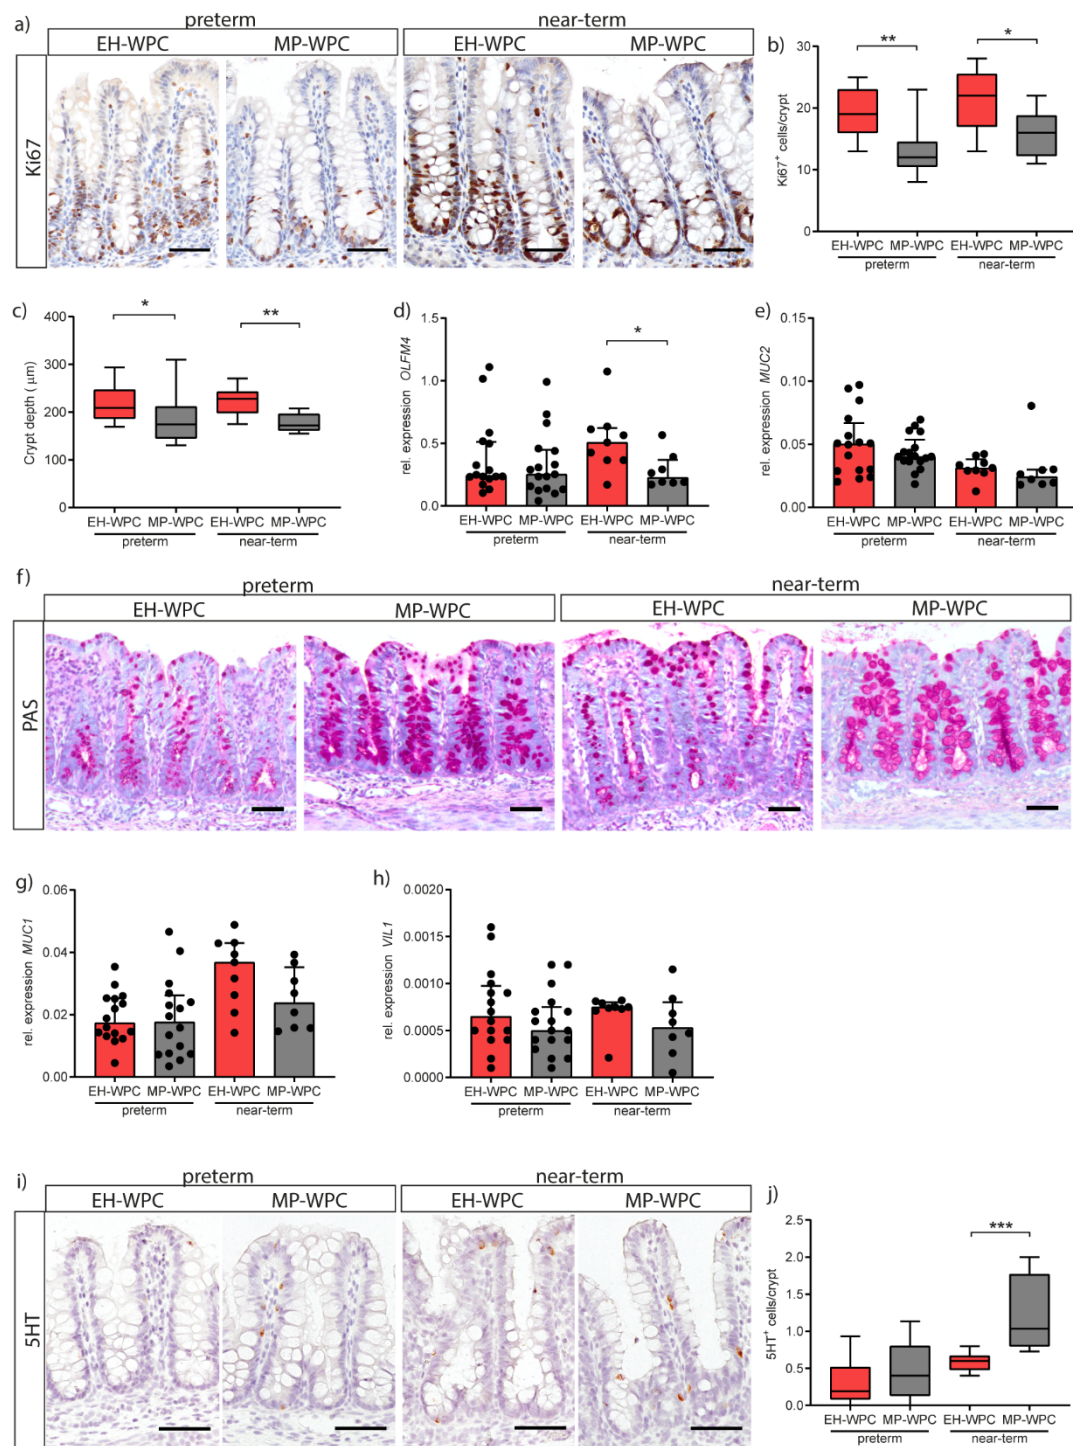 a)
preterm
near-term
EH-WPC
MP-WPC
EH-WPC
MP-WPC
Ki67
b)
**
*
Ki67⁺ cells/crypt
30
20
10
0
EH-WPC MP-WPC EH-WPC MP-WPC
preterm near-term
c)
*
**
Crypt depth ( μm)
400
300
200
100
0
EH-WPC MP-WPC EH-WPC MP-WPC
preterm near-term
d)
*
rel. expression OLFM4
1.5
1.0
0.5
0.0
EH-WPC MP-WPC EH-WPC MP-WPC
preterm near-term
e)
rel. expression MUC2
0.15
0.10
0.05
0.00
EH-WPC MP-WPC EH-WPC MP-WPC
preterm near-term
f)
preterm
near-term
EH-WPC
MP-WPC
EH-WPC
MP-WPC
PAS
g)
rel. expression MUC1
0.06
0.04
0.02
0.00
EH-WPC MP-WPC EH-WPC MP-WPC
preterm near-term
h)
rel. expression VIL1
0.0020
0.0015
0.0010
0.0005
0.0000
EH-WPC MP-WPC EH-WPC MP-WPC
preterm near-term
i)
preterm
near-term
EH-WPC
MP-WPC
EH-WPC
MP-WPC
5HT
j)
***
5HT⁺ cells/crypt
2.5
2.0
1.5
1.0
0.5
0.0
EH-WPC MP-WPC EH-WPC MP-WPC
preterm near-term